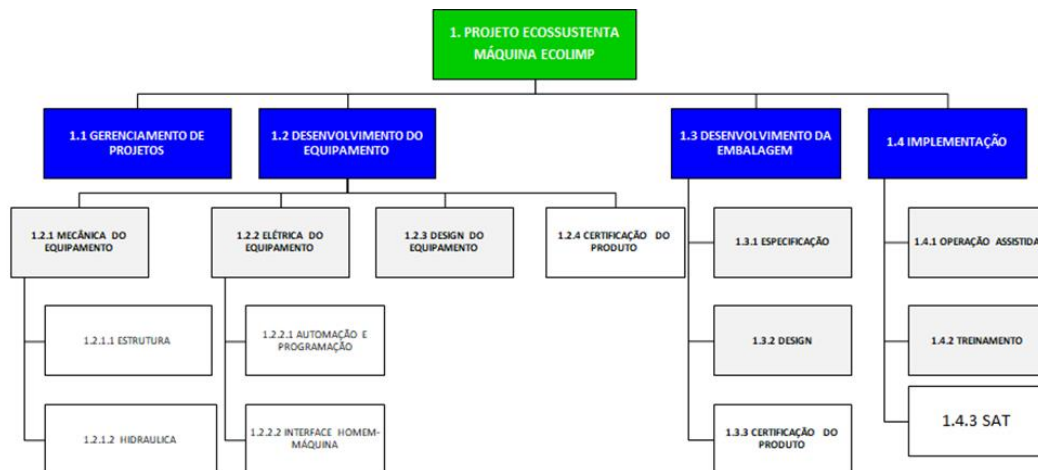 1. PROJETO ECOSSUSTENTA
MÁQUINA ECOLIMP
1.1 GERENCIAMENTO DE
PROJETOS
1.2 DESENVOLVIMENTO DO
EQUIPAMENTO
1.3 DESENVOLVIMENTO DA
EMBALAGEM
1.4 IMPLEMENTAÇÃO
1.2.1 MECÂNICA DO
EQUIPAMENTO
1.2.2 ELÉTRICA DO
EQUIPAMENTO
1.2.3 DESIGN DO
EQUIPAMENTO
1.2.4 CERTIFICAÇÃO DO
PRODUTO
1.3.1 ESPECIFICAÇÃO
1.4.1 OPERAÇÃO ASSISTIDA
1.2.1.1 ESTRUTURA
1.2.2.1 AUTOMAÇÃO E
PROGRAMAÇÃO
1.3.2 DESIGN
1.4.2 TREINAMENTO
1.2.1.2 HIDRAULICA
1.2.2.2 INTERFACE HOMEM-
MÁQUINA
1.3.3 CERTIFICAÇÃO DO
PRODUTO
1.4.3 SAT